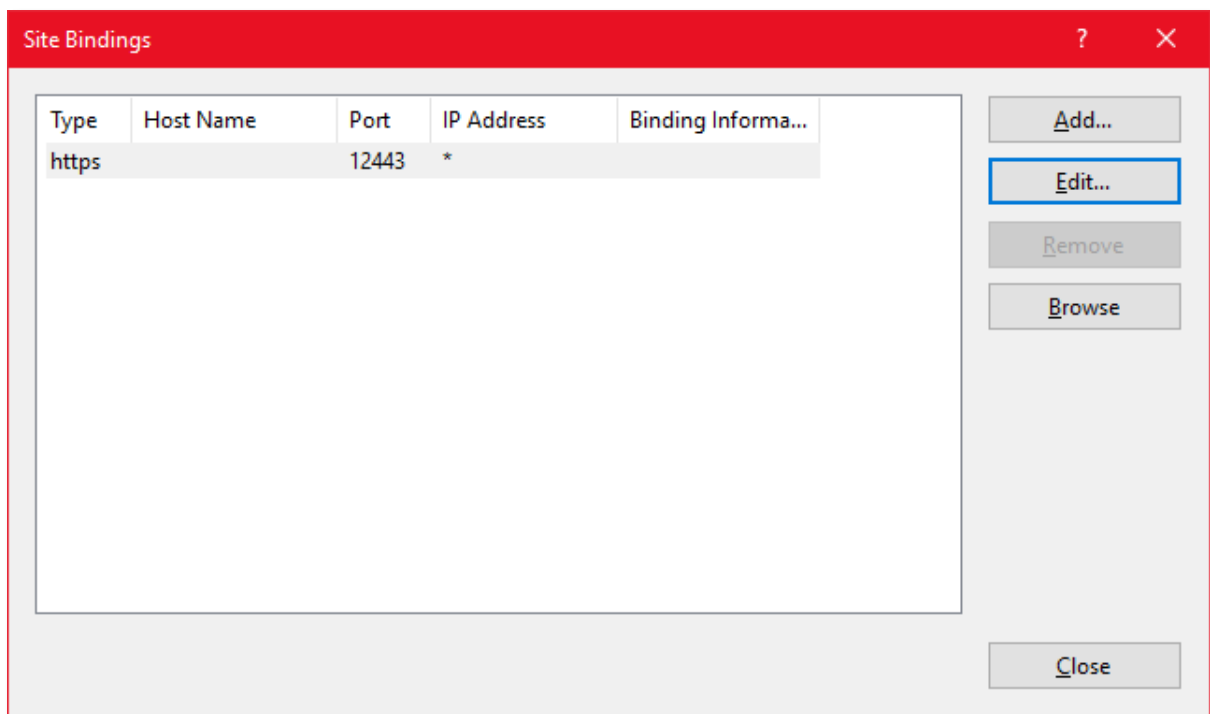 Site Bindings ?
Type Host Name Port IP Address Binding Informa... Add...
https 12443 *
Edit...
Remove
Browse
Close